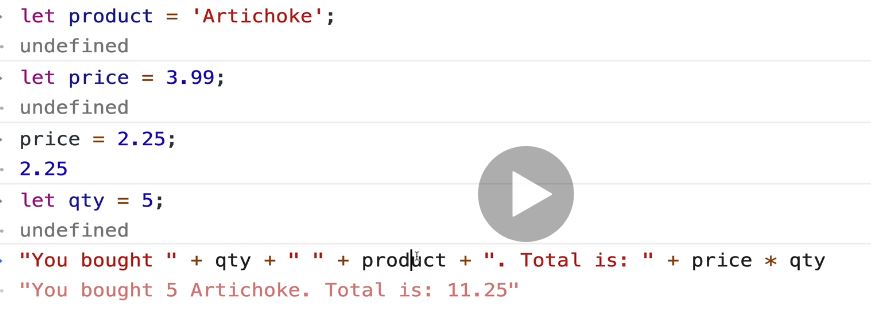 let product = 'Artichoke';
undefined
let price = 3.99;
undefined
price = 2.25;
2.25
let qty = 5;
undefined
"You bought " + qty + " " + product + ". Total is: " + price * qty
"You bought 5 Artichoke. Total is: 11.25"